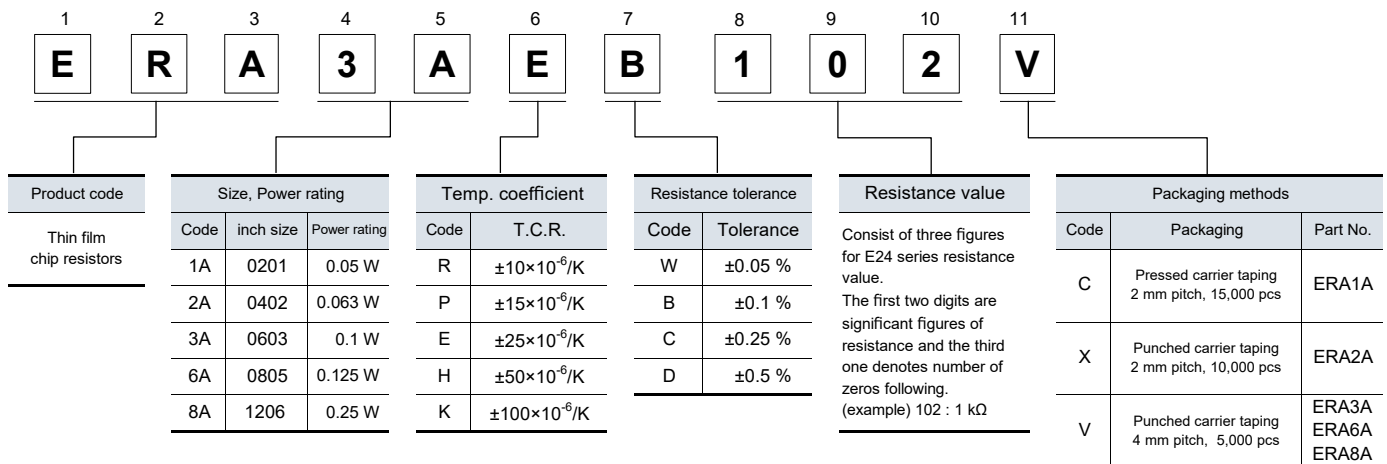 1 2 3 4 5 6 7 8 9 10 11
E R A 3 A E B 1 0 2 V
Product code
Thin film
chip resistors
Size, Power rating
Code inch size Power rating
1A 0201 0.05 W
2A 0402 0.063 W
3A 0603 0.1 W
6A 0805 0.125 W
8A 1206 0.25 W
Temp. coefficient
Code T.C.R.
R ±10×10⁻⁶/K
P ±15×10⁻⁶/K
E ±25×10⁻⁶/K
H ±50×10⁻⁶/K
K ±100×10⁻⁶/K
Resistance tolerance
Code Tolerance
W ±0.05 %
B ±0.1 %
C ±0.25 %
D ±0.5 %
Resistance value
Consist of three figures
for E24 series resistance
value.
The first two digits are
significant figures of
resistance and the third
one denotes number of
zeros following.
(example) 102 : 1 kΩ
Packaging methods
Code Packaging Part No.
C Pressed carrier taping
2 mm pitch, 15,000 pcs ERA1A
X Punched carrier taping
2 mm pitch, 10,000 pcs ERA2A
V Punched carrier taping
4 mm pitch, 5,000 pcs
ERA3A
ERA6A
ERA8A